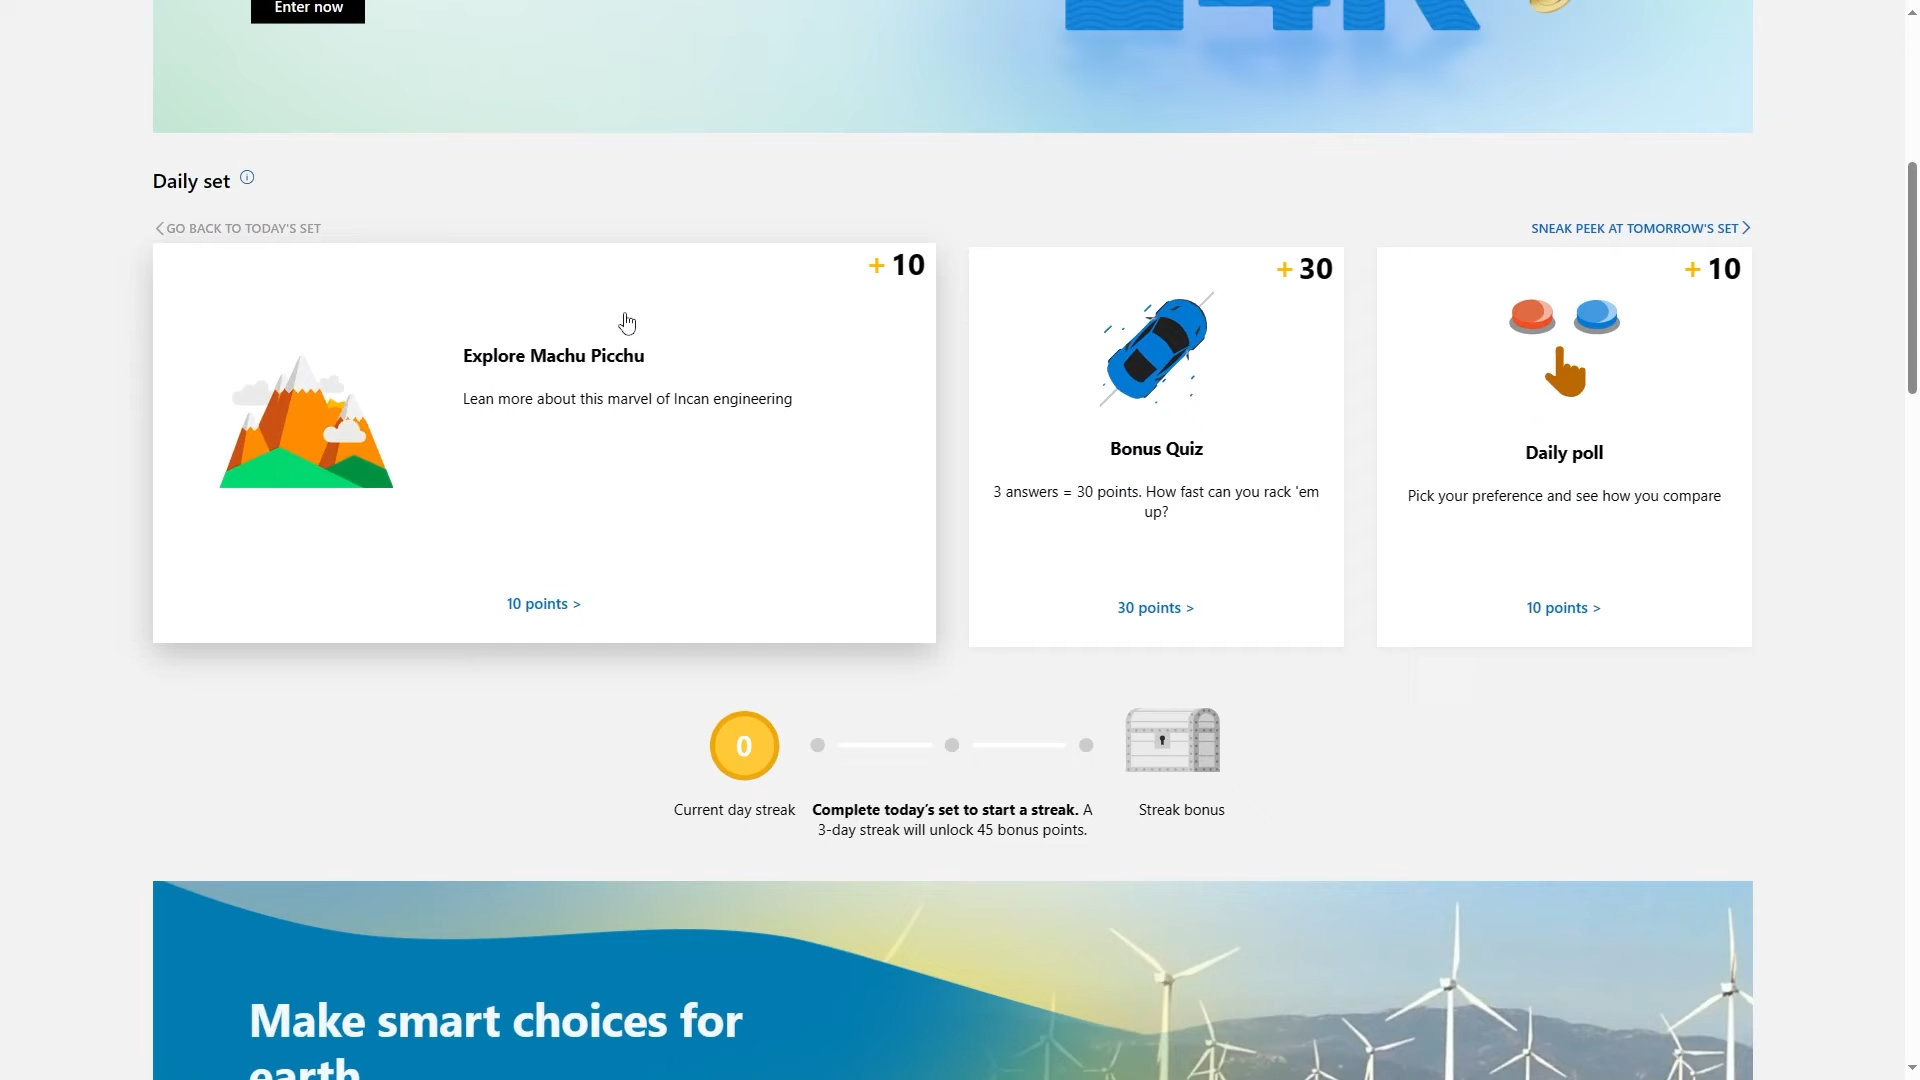 Enter now
Daily set
GO BACK TO TODAY'S SET
SNEAK PEEK AT TOMORROW'S SET
+ 10
Explore Machu Picchu
Lean more about this marvel of Incan engineering
10 points >
+ 30
Bonus Quiz
3 answers = 30 points. How fast can you rack 'em
up?
30 points >
+ 10
Daily poll
Pick your preference and see how you compare
10 points >
0
Current day streak
Complete today's set to start a streak. A
3-day streak will unlock 45 bonus points.
Streak bonus
Make smart choices for
earth